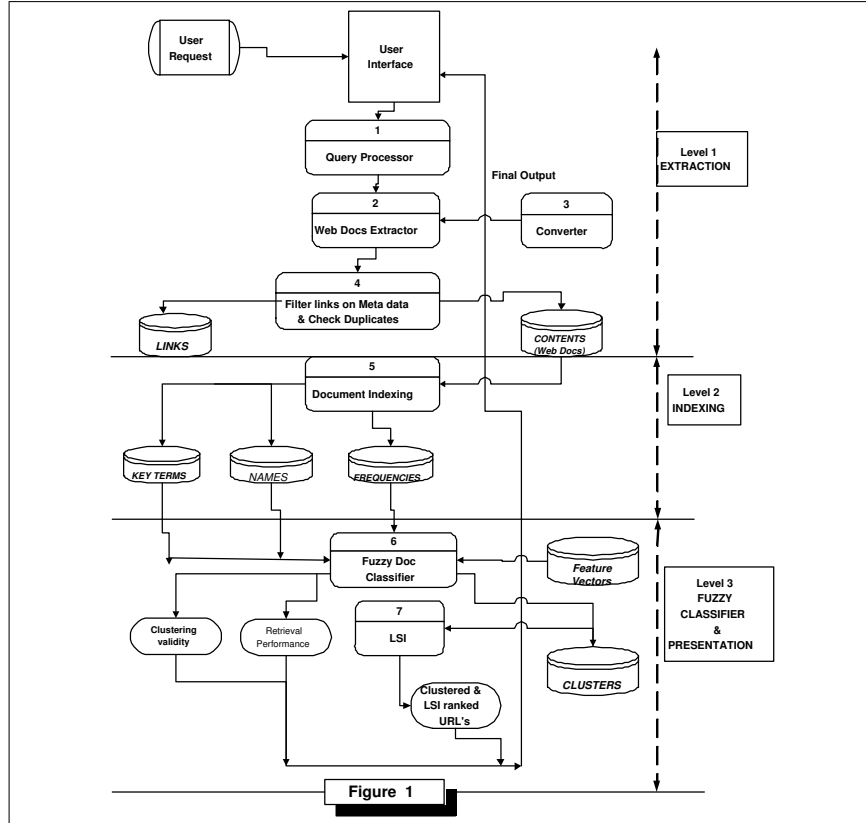 User
Request
User
Interface
1
Query Processor
Final Output
Level 1
EXTRACTION
2
Web Docs Extractor
3
Converter
4
Filter links on Meta data
& Check Duplicates
LINKS
CONTENTS
(Web Docs)
5
Document Indexing
Level 2
INDEXING
KEY TERMS
NAMES
FREQUENCIES
6
Fuzzy Doc
Classifier
Feature
Vectors
Level 3
FUZZY
CLASSIFIER
&
PRESENTATION
Clustering
validity
Retrieval
Performance
7
LSI
CLUSTERS
Clustered &
LSI ranked
URL's
Figure 1